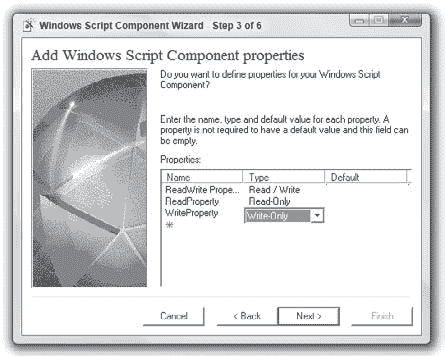 Windows Script Component Wizard - Step 3 of 6
Add Windows Script Component properties
Do you want to define properties for your Windows Script
Component?
Enter the name, type and default value for each property. A
property is not required to have a default value and this field can
be empty.
Properties:
Name Type Default
ReadWrite Prope... Read / Write
ReadProperty Read-Only
WriteProperty Write-Only
*
Cancel < Back Next > Finish